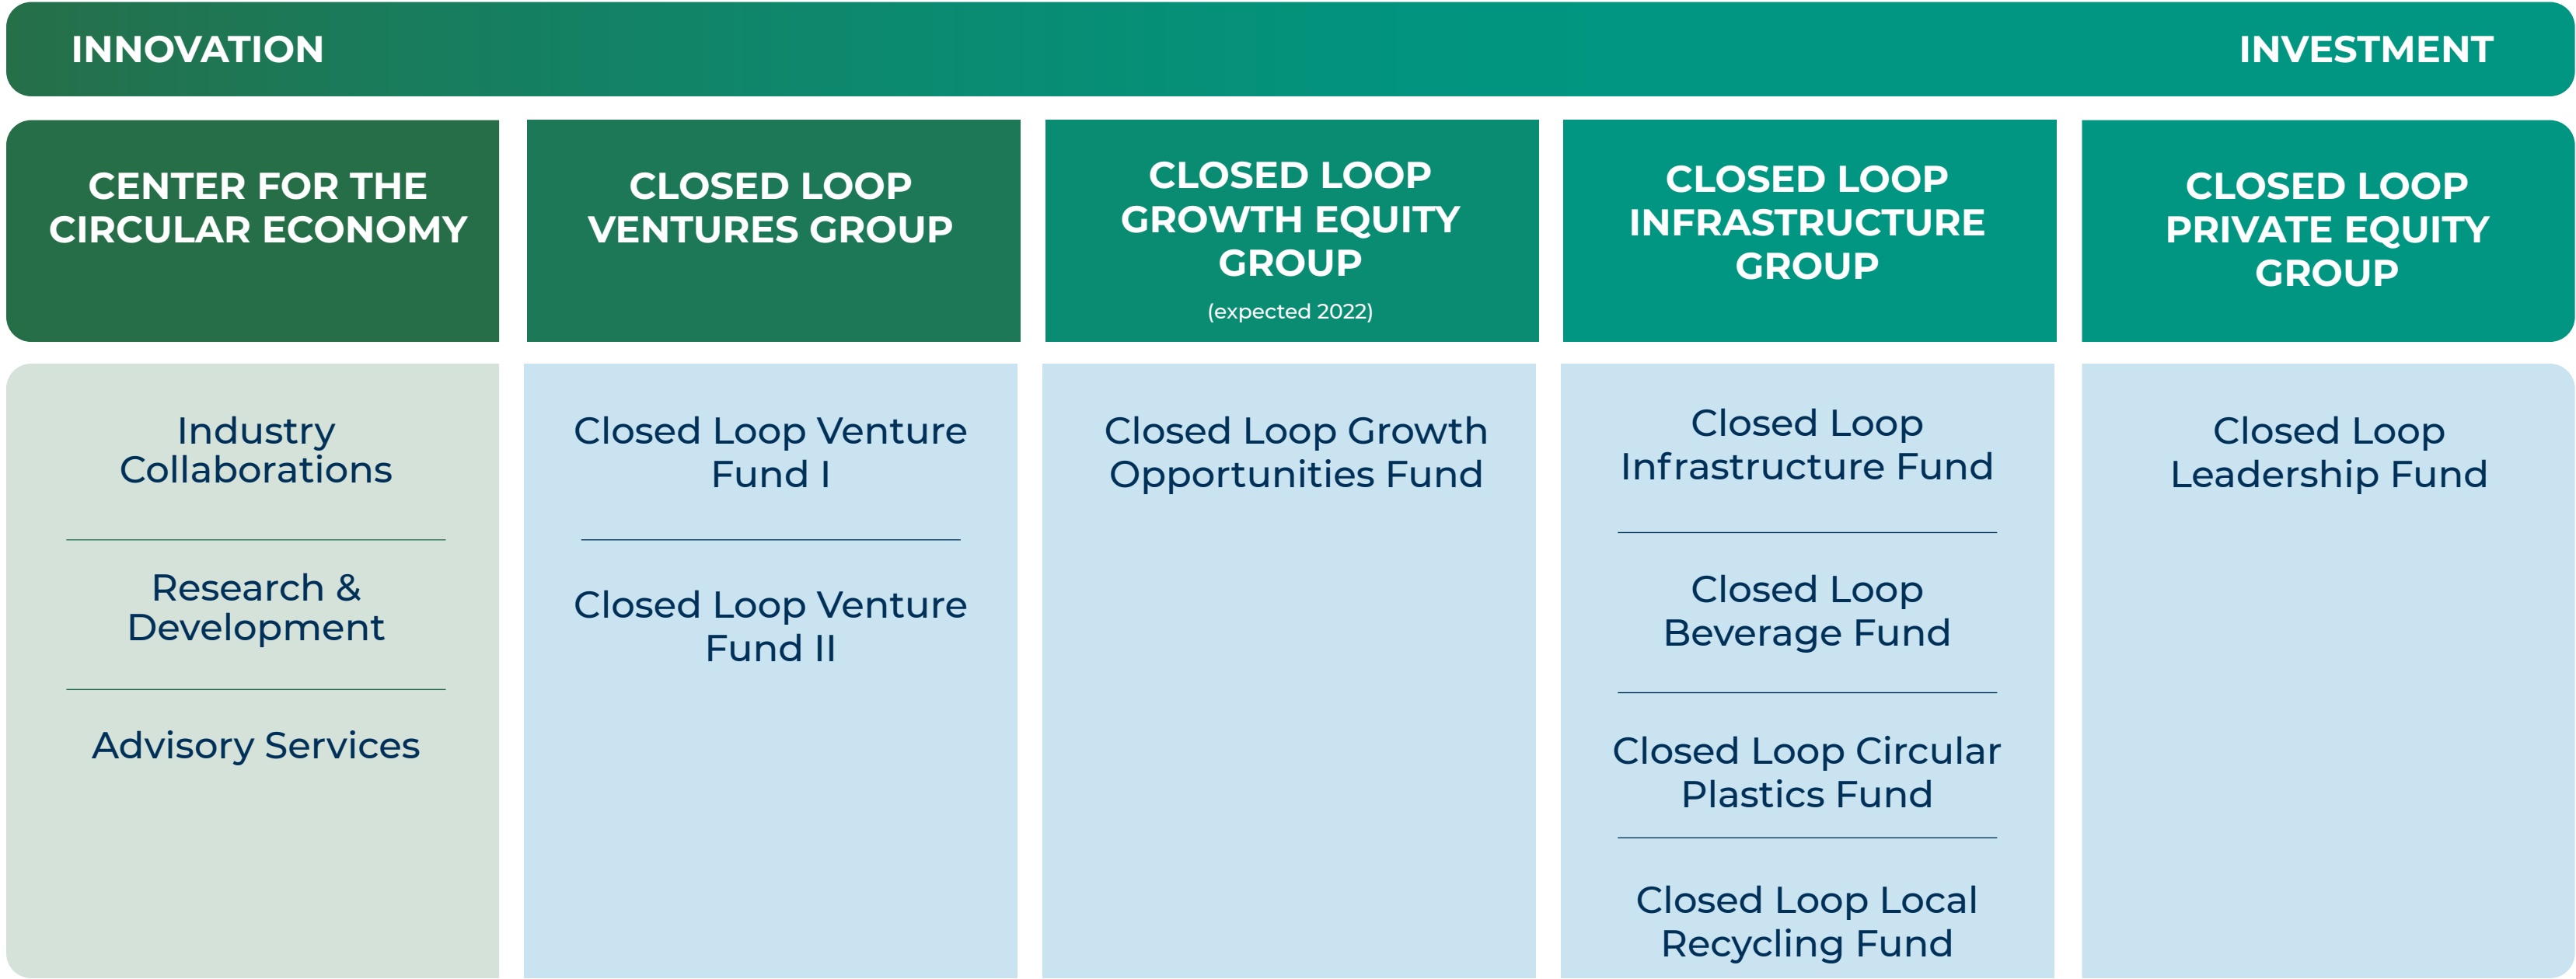 INNOVATION
INVESTMENT
CENTER FOR THE
CIRCULAR ECONOMY
CLOSED LOOP
VENTURES GROUP
CLOSED LOOP
GROWTH EQUITY
GROUP
(expected 2022)
CLOSED LOOP
INFRASTRUCTURE
GROUP
CLOSED LOOP
PRIVATE EQUITY
GROUP
Industry
Collaborations
Research &
Development
Advisory Services
Closed Loop Venture
Fund I
Closed Loop Venture
Fund II
Closed Loop Growth
Opportunities Fund
Closed Loop
Infrastructure Fund
Closed Loop
Beverage Fund
Closed Loop Circular
Plastics Fund
Closed Loop Local
Recycling Fund
Closed Loop
Leadership Fund